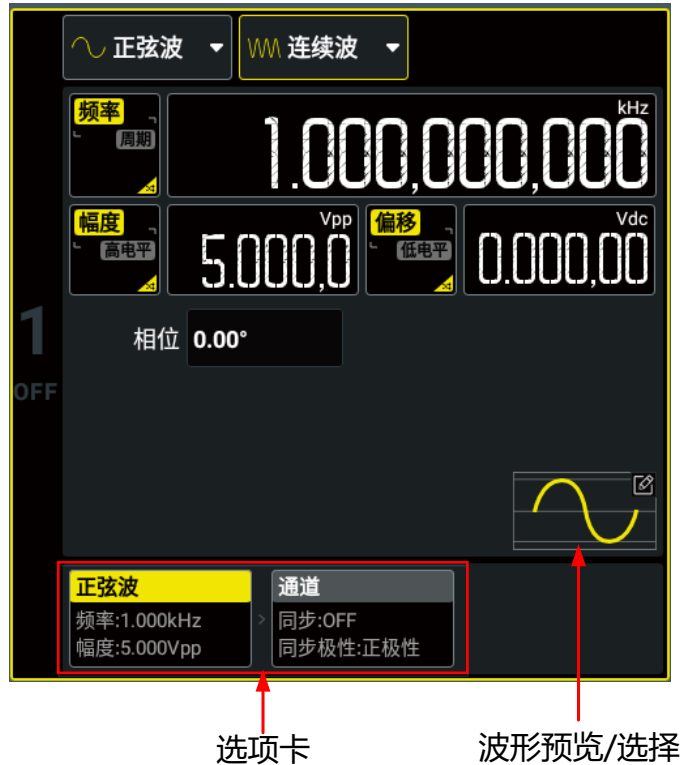 正弦波 连续波
频率 周期 1.000,000,000 kHz
幅度 高电平 5.000,0 Vpp 偏移 低电平 0.000,00 Vdc
1
OFF
相位 0.00°
正弦波
频率:1.000kHz
幅度:5.000Vpp
>
通道
同步:OFF
同步极性:正极性
选项卡 波形预览/选择